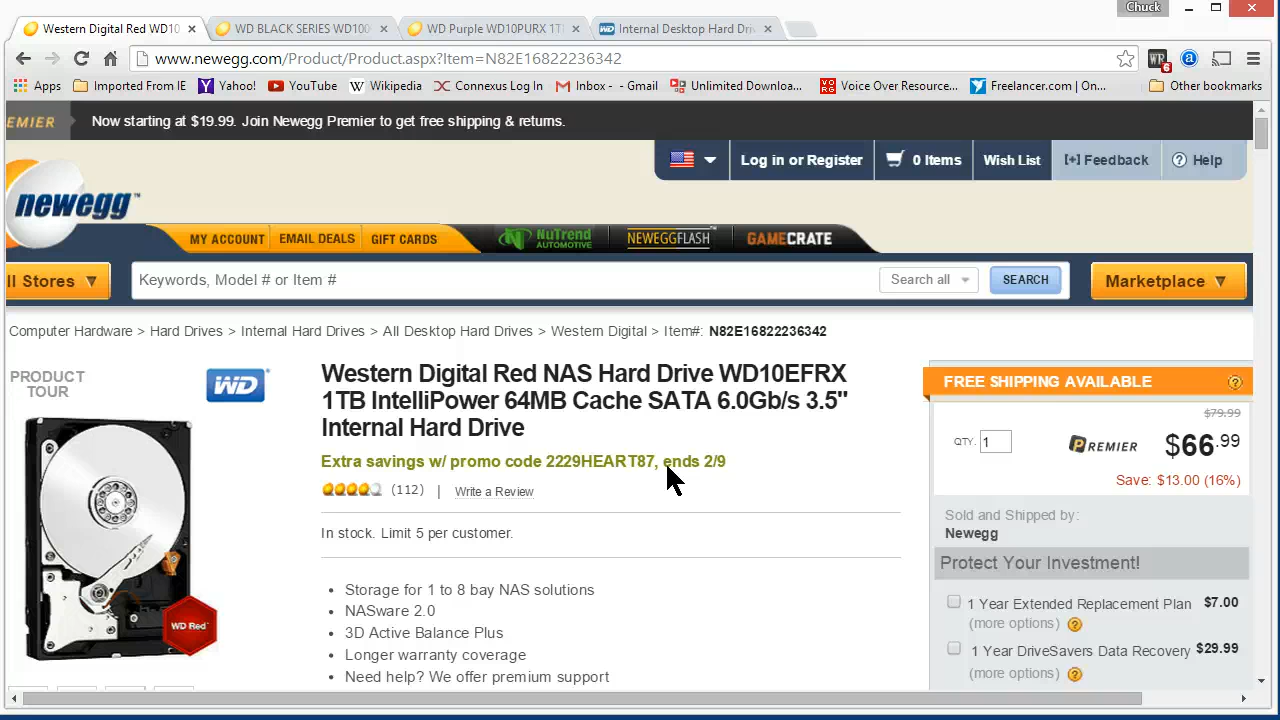 Chuck
Western Digital Red WD10
WD BLACK SERIES WD100
WD Purple WD10PURX 1T
Internal Desktop Hard Driv
www.newegg.com/Product/Product.aspx?Item=N82E16822236342
Apps
Imported From IE
Yahoo!
YouTube
Wikipedia
Connexus Log In
Inbox - - Gmail
Unlimited Downloa...
Voice Over Resource...
Freelancer.com | On...
Other bookmarks
EMIER
Now starting at $19.99. Join Newegg Premier to get free shipping & returns.
Log in or Register
0 Items
Wish List
[+] Feedback
Help
newegg™
MY ACCOUNT
EMAIL DEALS
GIFT CARDS
NUTREND AUTOMOTIVE
NEWEGGFLASH
GAMECRATE
ll Stores
Keywords, Model # or Item #
Search all
SEARCH
Marketplace
Computer Hardware > Hard Drives > Internal Hard Drives > All Desktop Hard Drives > Western Digital > Item#: N82E16822236342
PRODUCT
TOUR
WD
Western Digital Red NAS Hard Drive WD10EFRX
1TB IntelliPower 64MB Cache SATA 6.0Gb/s 3.5"
Internal Hard Drive
Extra savings w/ promo code 2229HEART87, ends 2/9
(112) | Write a Review
In stock. Limit 5 per customer.
• Storage for 1 to 8 bay NAS solutions
• NASware 2.0
• 3D Active Balance Plus
• Longer warranty coverage
• Need help? We offer premium support
WD Red
FREE SHIPPING AVAILABLE
$79.99
QTY. 1
PREMIER
$66.99
Save: $13.00 (16%)
Sold and Shipped by:
Newegg
Protect Your Investment!
1 Year Extended Replacement Plan $7.00
(more options)
1 Year DriveSavers Data Recovery $29.99
(more options)